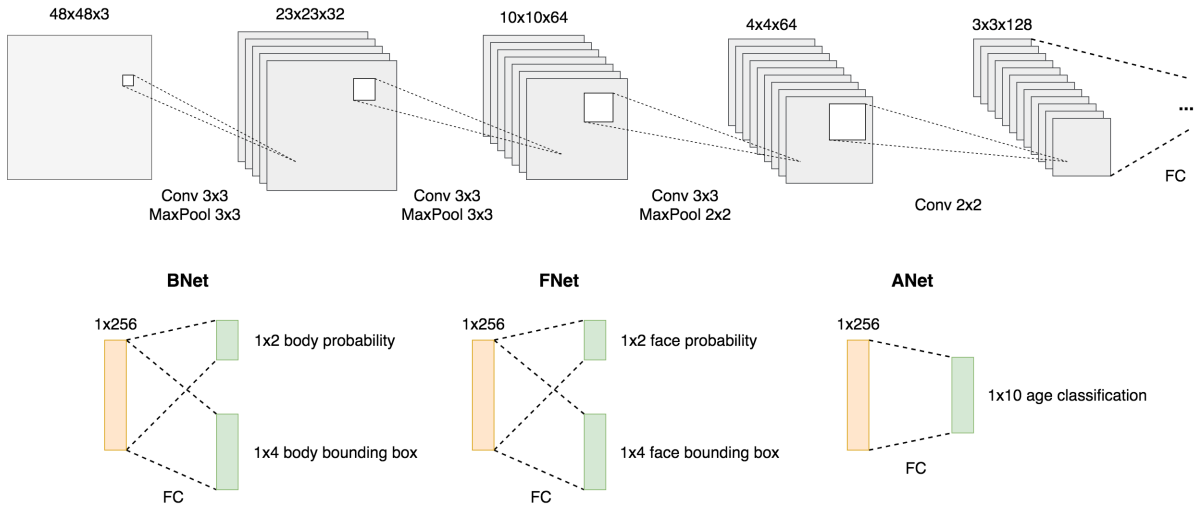 48x48x3
23x23x32
10x10x64
4x4x64
3x3x128
...
FC
Conv 3x3
MaxPool 3x3
Conv 3x3
MaxPool 3x3
Conv 3x3
MaxPool 2x2
Conv 2x2
BNet
1x256
1x2 body probability
1x4 body bounding box
FC
FNet
1x256
1x2 face probability
1x4 face bounding box
FC
ANet
1x256
1x10 age classification
FC